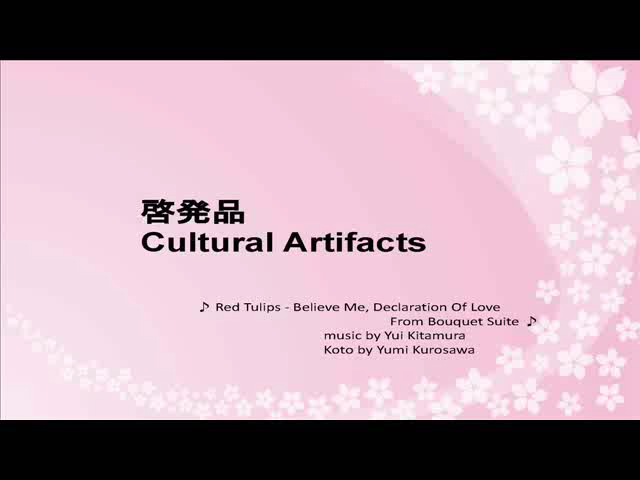 啓発品
Cultural Artifacts
♪ Red Tulips - Believe Me, Declaration Of Love
From Bouquet Suite ♪
music by Yui Kitamura
Koto by Yumi Kurosawa